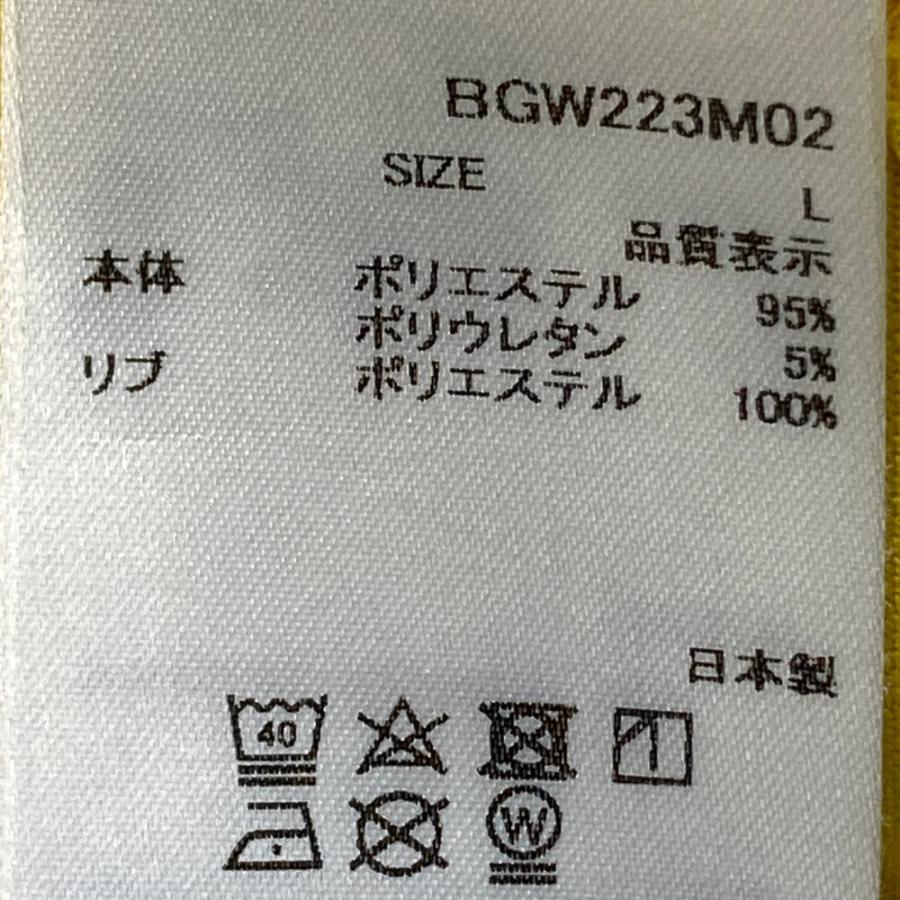 BGW223M02
SIZE
L
品質表示
本体 ポリエステル 95%
ポリウレタン 5%
リブ ポリエステル 100%
日本製
40
W